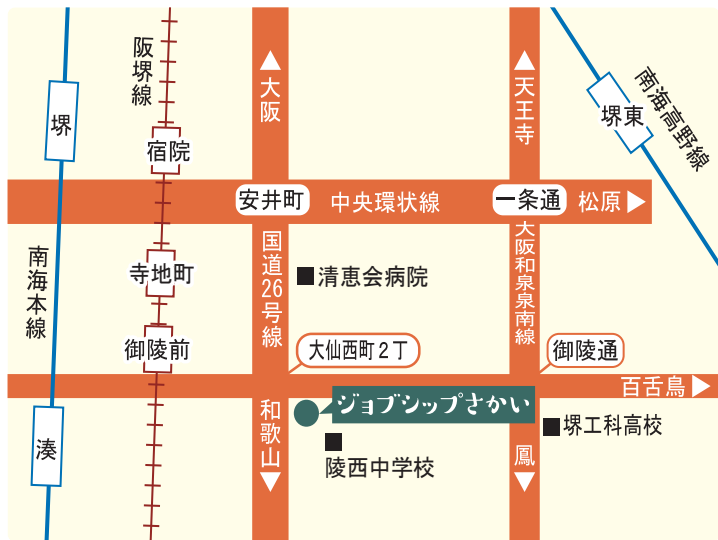 阪堺線
堺
宿院
▲大阪
▲天王寺
堺東
南海高野線
安井町
中央環状線
一条通
松原▶
南海本線
寺地町
国道26号線
■清恵会病院
大阪和泉泉南線
御陵前
大仙西町2丁
御陵通
百舌鳥▶
湊
和歌山▼
ジョブシップさかい
陵西中学校
鳳▼
■堺工科高校